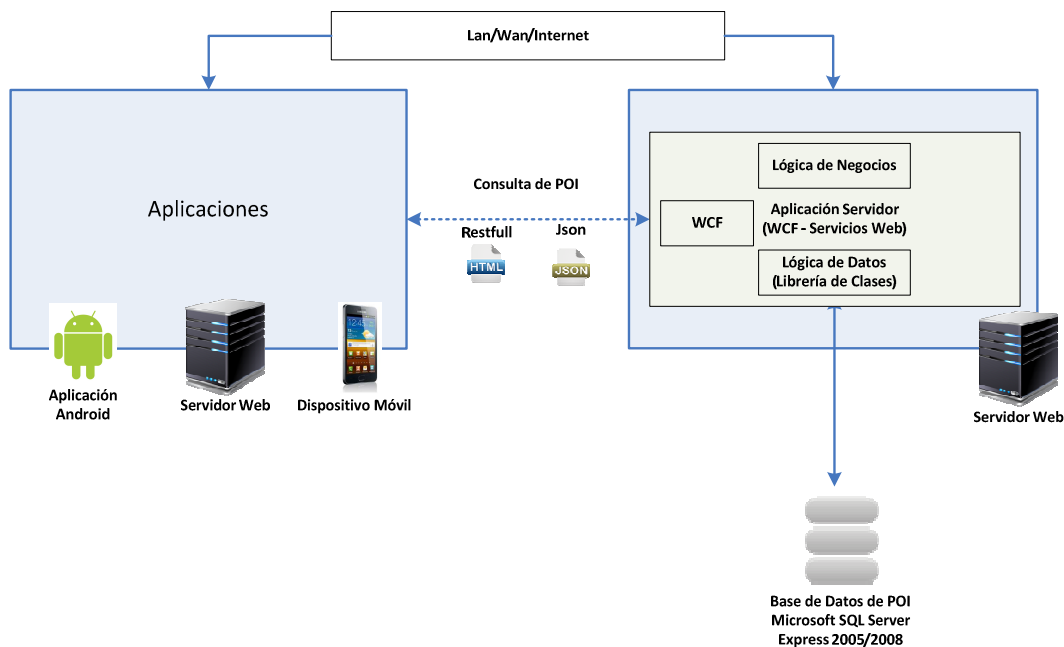 Lan/Wan/Internet
Aplicaciones
Consulta de POI
Restfull
Json
HTML
JSON
Lógica de Negocios
WCF
Aplicación Servidor
(WCF - Servicios Web)
Lógica de Datos
(Librería de Clases)
Aplicación
Android
Servidor Web
Dispositivo Móvil
Servidor Web
Base de Datos de POI
Microsoft SQL Server
Express 2005/2008